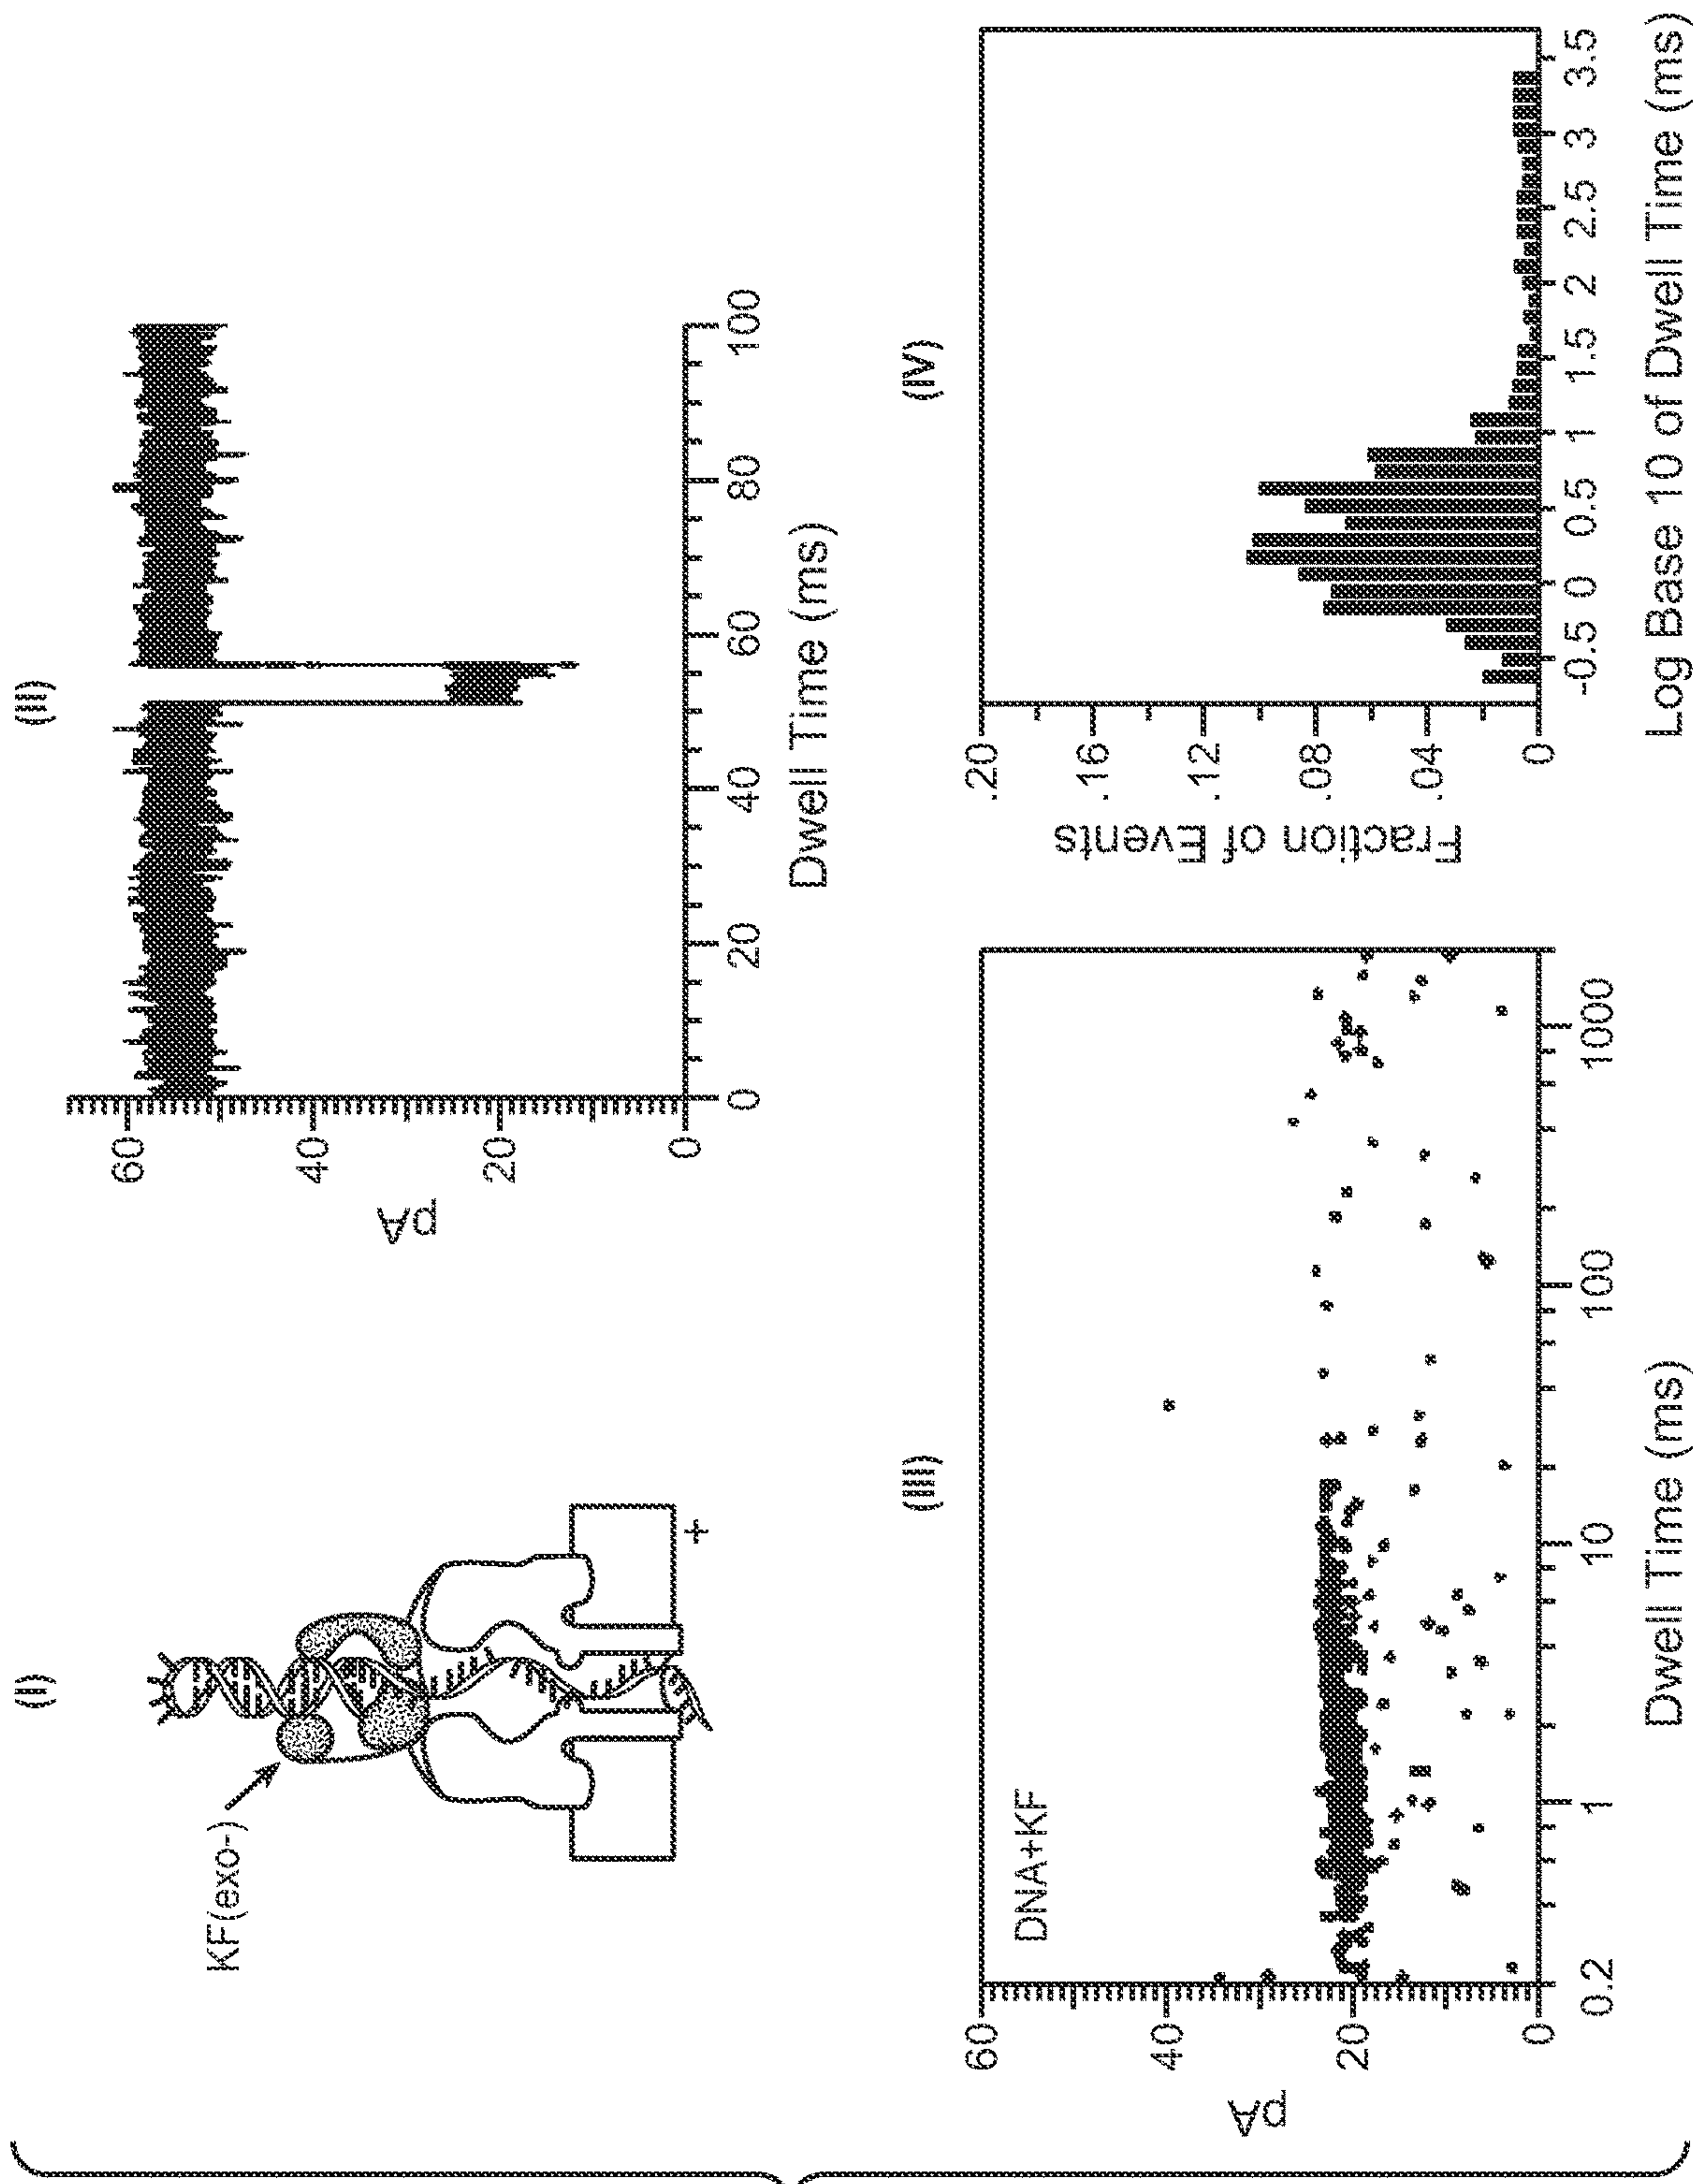 (I)
KF(exo-)
+
(II)
pA
60
40
20
0
0 20 40 60 80 100
Dwell Time (ms)
(III)
DNA+KF
pA
60
40
20
0
0.2 1 10 100 1000
Dwell Time (ms)
(IV)
Fraction of Events
.20
.16
.12
.08
.04
0
-0.5 0 0.5 1 1.5 2 2.5 3 3.5
Log Base 10 of Dwell Time (ms)